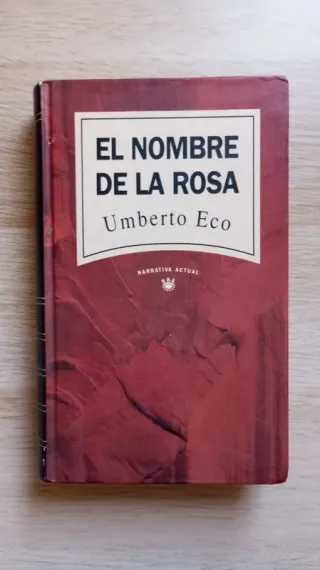 EL NOMBRE
DE LA ROSA
Umberto Eco
NARRATIVA ACTUAL